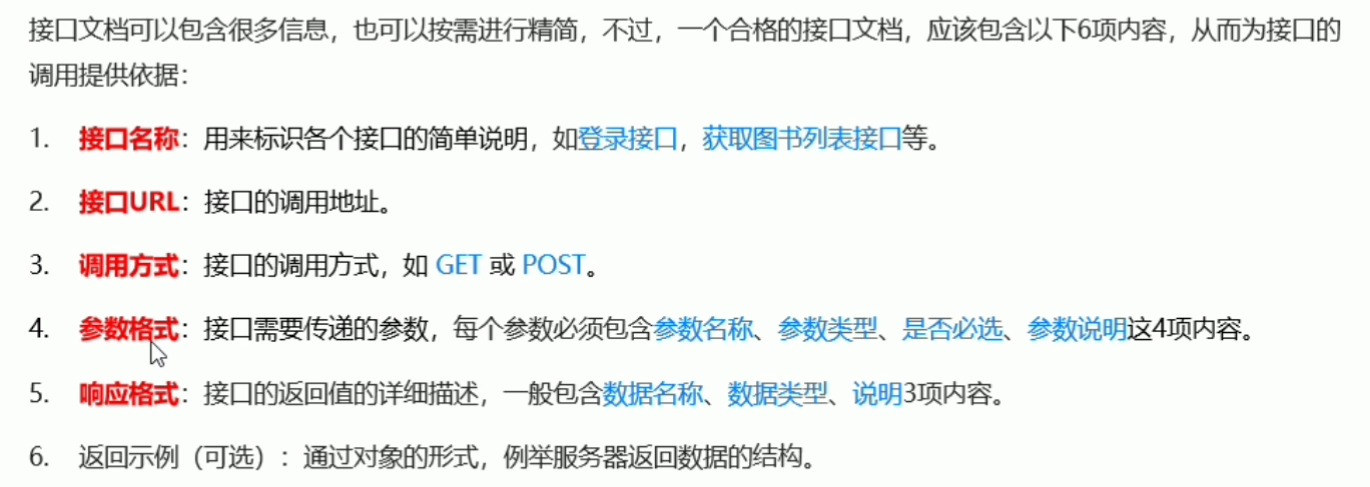 接口文档可以包含很多信息，也可以按需进行精简，不过，一个合格的接口文档，应该包含以下6项内容，从而为接口的
调用提供依据：
1. 接口名称：用来标识各个接口的简单说明，如登录接口，获取图书列表接口等。
2. 接口URL：接口的调用地址。
3. 调用方式：接口的调用方式，如 GET 或 POST。
4. 参数格式：接口需要传递的参数，每个参数必须包含参数名称、参数类型、是否必选、参数说明这4项内容。
5. 响应格式：接口的返回值的详细描述，一般包含数据名称、数据类型、说明3项内容。
6. 返回示例（可选）：通过对象的形式，例举服务器返回数据的结构。